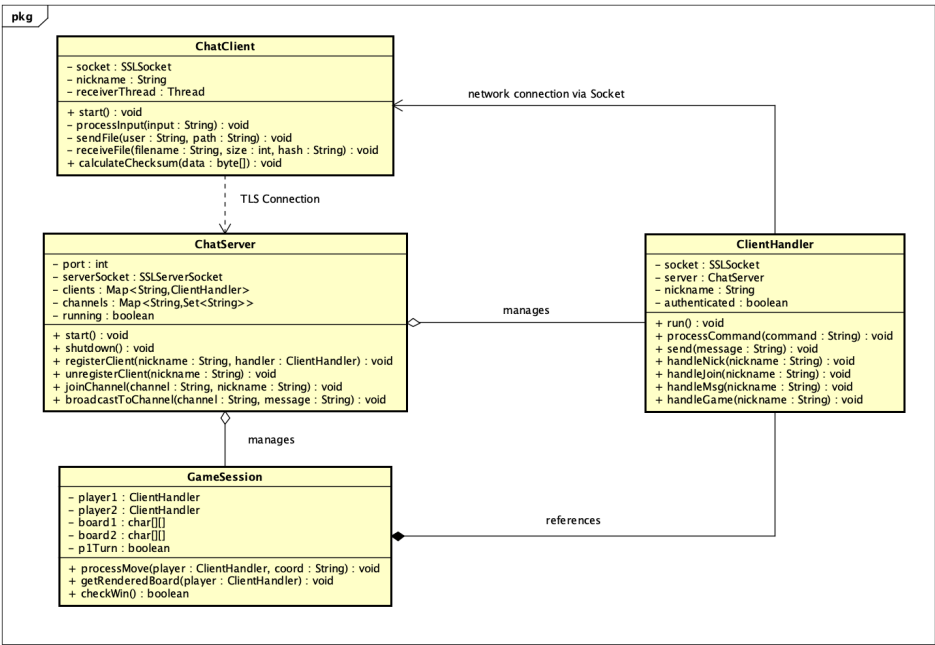 pkg
ChatClient
- socket : SSLSocket
- nickname : String
- receiverThread : Thread
+ start() : void
- processInput(input : String) : void
- sendFile(user : String, path : String) : void
- receiveFile(filename : String, size : int, hash : String) : void
+ calculateChecksum(data : byte[]) : void
network connection via Socket
TLS Connection
ChatServer
- port : int
- serverSocket : SSLServerSocket
- clients : Map<String,ClientHandler>
- channels : Map<String,Set<String>>
- running : boolean
+ start() : void
+ shutdown() : void
+ registerClient(nickname : String, handler : ClientHandler) : void
+ unregisterClient(nickname : String) : void
+ joinChannel(channel : String, nickname : String) : void
+ broadcastToChannel(channel : String, message : String) : void
manages
ClientHandler
- socket : SSLSocket
- server : ChatServer
- nickname : String
- authenticated : boolean
+ run() : void
+ processCommand(command : String) : void
+ send(message : String) : void
+ handleNick(nickname : String) : void
+ handleJoin(nickname : String) : void
+ handleMsg(nickname : String) : void
+ handleGame(nickname : String) : void
manages
GameSession
- player1 : ClientHandler
- player2 : ClientHandler
- board1 : char[][]
- board2 : char[][]
- p1Turn : boolean
+ processMove(player : ClientHandler, coord : String) : void
+ getRenderedBoard(player : ClientHandler) : void
+ checkWin() : boolean
references